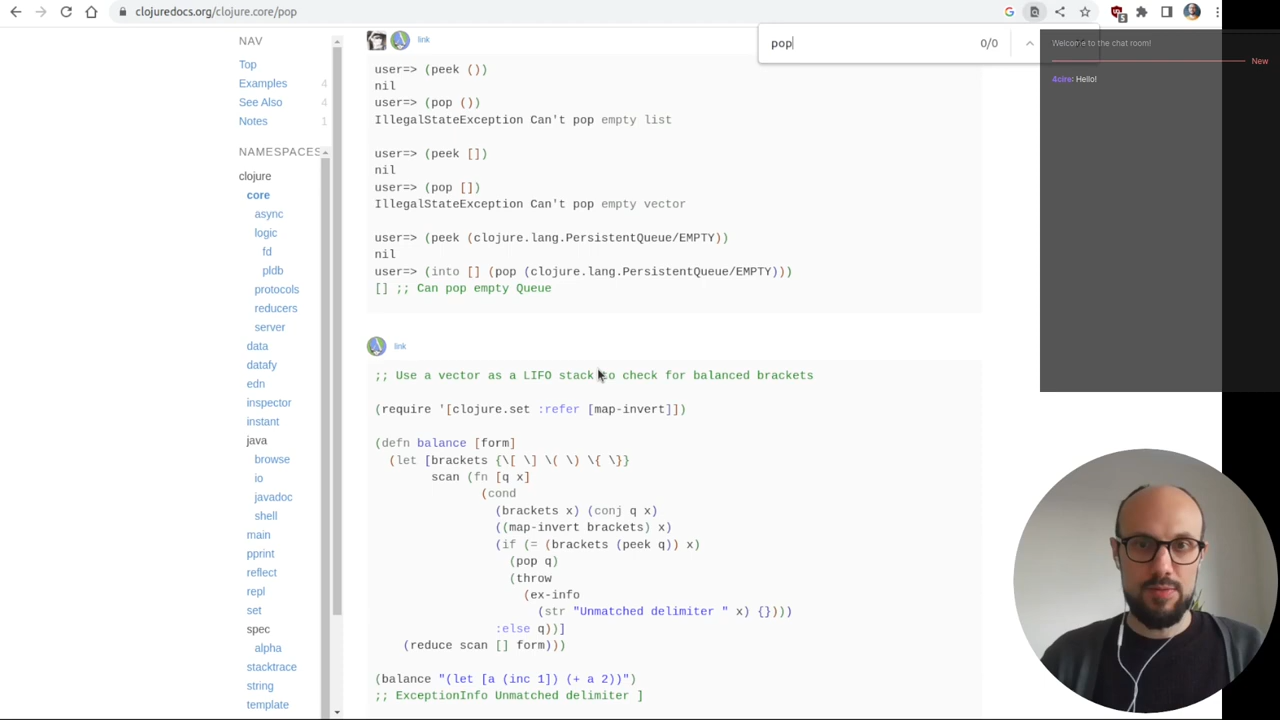 clojuredocs.org/clojure.core/pop
5
pop
0/0
Welcome to the chat room!
New
4cire: Hello!
NAV
Top
Examples 4
See Also 4
Notes 1
NAMESPACES
clojure
core
async
logic
fd
pldb
protocols
reducers
server
data
datafy
edn
inspector
instant
java
browse
io
javadoc
shell
main
pprint
reflect
repl
set
spec
alpha
stacktrace
string
template
link
user=> (peek ())
nil
user=> (pop ())
IllegalStateException Can't pop empty list
user=> (peek [])
nil
user=> (pop [])
IllegalStateException Can't pop empty vector
user=> (peek (clojure.lang.PersistentQueue/EMPTY))
nil
user=> (into [] (pop (clojure.lang.PersistentQueue/EMPTY)))
[] ;; Can pop empty Queue
link
;; Use a vector as a LIFO stack to check for balanced brackets
(require '[clojure.set :refer [map-invert]])
(defn balance [form]
(let [brackets {\[ \] \( \) \{ \}}
scan (fn [q x]
(cond
(brackets x) (conj q x)
((map-invert brackets) x)
(if (= (brackets (peek q)) x)
(pop q)
(throw
(ex-info
(str "Unmatched delimiter " x) {})))
:else q))]
(reduce scan [] form)))
(balance "(let [a (inc 1]) (+ a 2))")
;; ExceptionInfo Unmatched delimiter ]